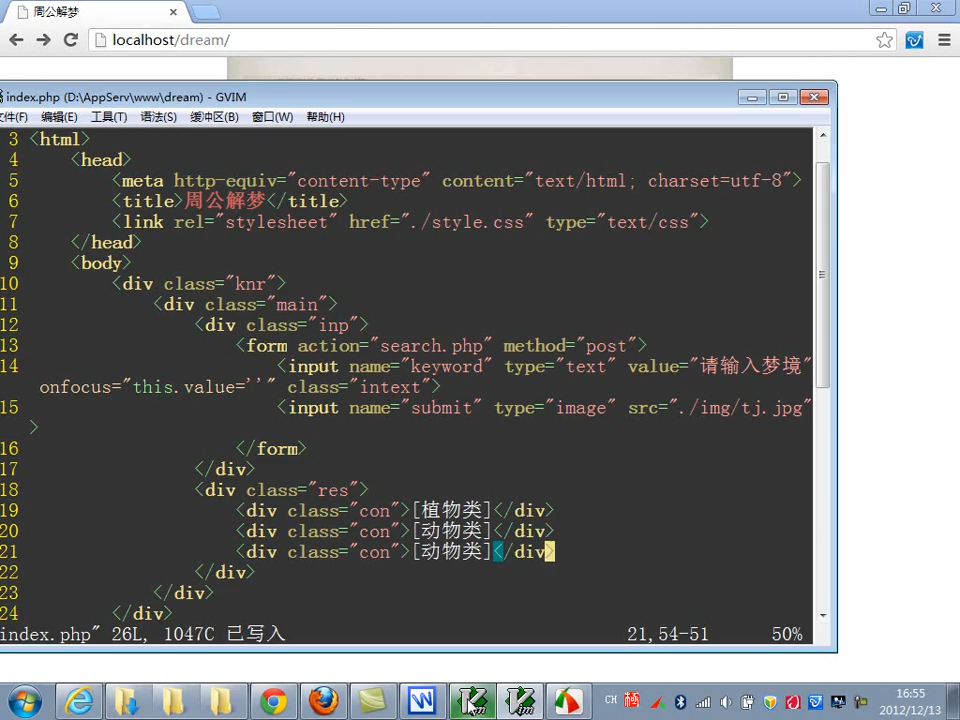 周公解梦
localhost/dream/
index.php (D:\AppServ\www\dream) - GVIM
文件(F) 编辑(E) 工具(T) 语法(S) 缓冲区(B) 窗口(W) 帮助(H)
3 <html>
4 <head>
5 <meta http-equiv="content-type" content="text/html; charset=utf-8">
6 <title>周公解梦</title>
7 <link rel="stylesheet" href="./style.css" type="text/css">
8 </head>
9 <body>
10 <div class="knr">
11 <div class="main">
12 <div class="inp">
13 <form action="search.php" method="post">
14 <input name="keyword" type="text" value="请输入梦境"
onfocus="this.value=''" class="intext">
15 <input name="submit" type="image" src="./img/tj.jpg"
>
16 </form>
17 </div>
18 <div class="res">
19 <div class="con">[植物类]</div>
20 <div class="con">[动物类]</div>
21 <div class="con">[动物类]</div>
22 </div>
23 </div>
24 </div>
index.php" 26L, 1047C 已写入 21,54-51 50%
CH 16:55
2012/12/13